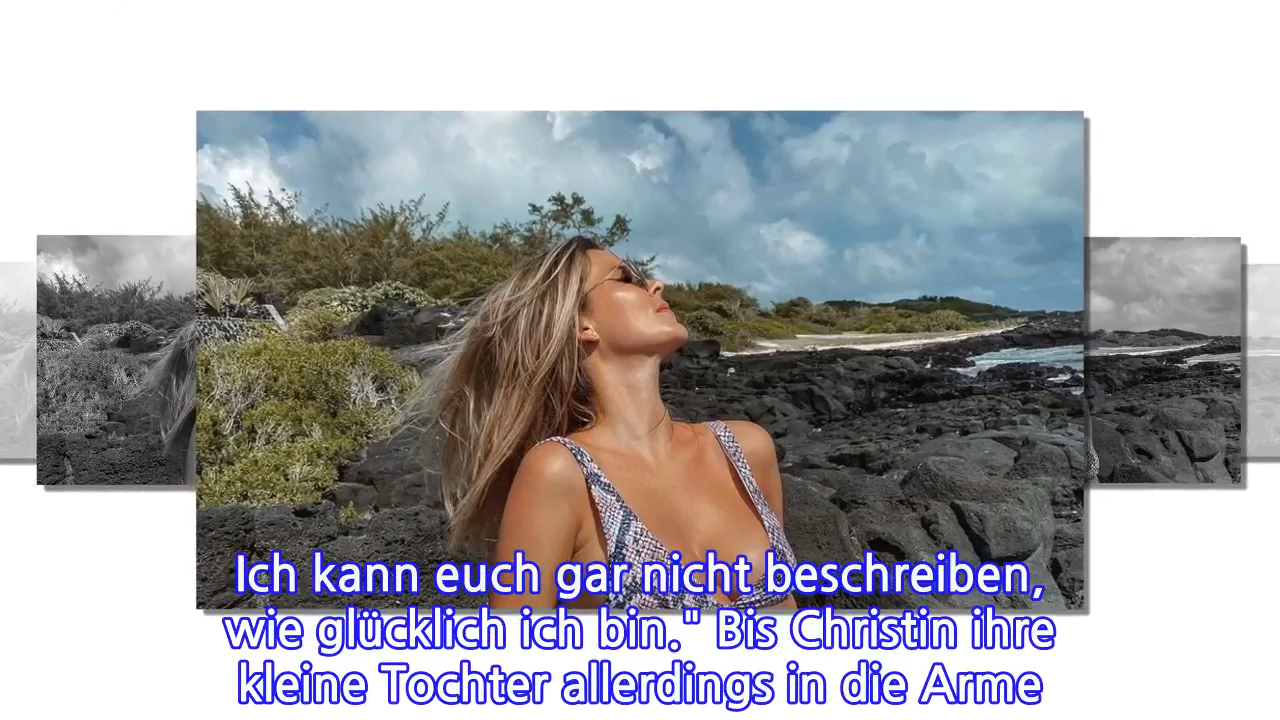 Ich kann euch gar nicht beschreiben,
wie glücklich ich bin." Bis Christin ihre
kleine Tochter allerdings in die Arme